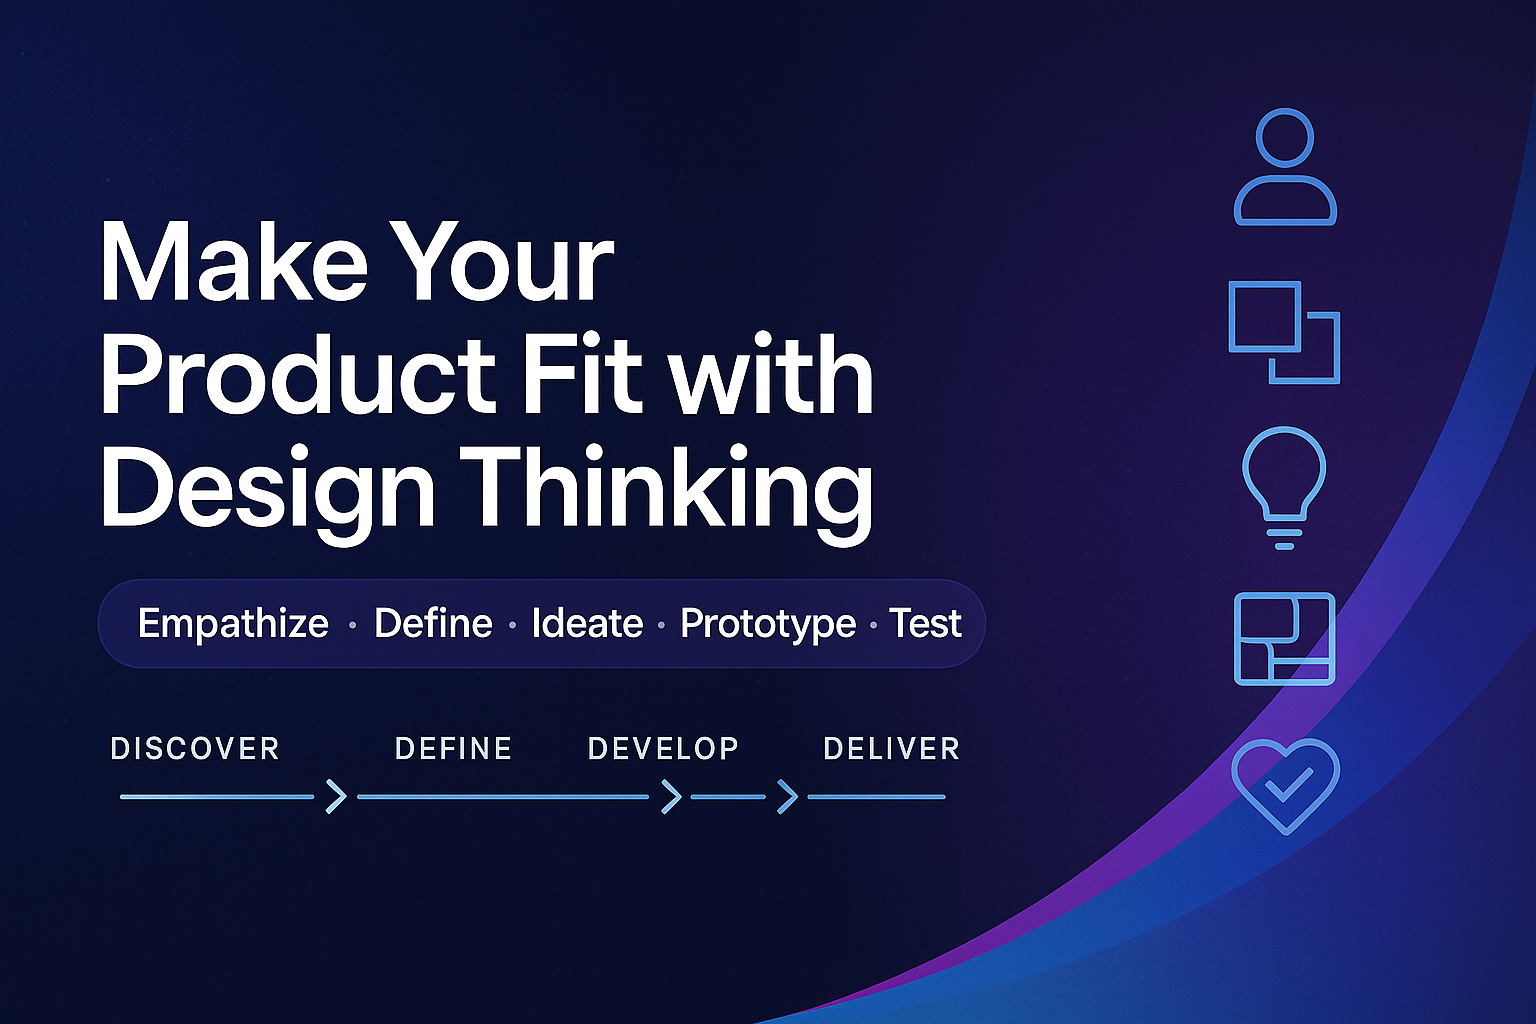 Make Your
Product Fit with
Design Thinking
Empathize · Define · Ideate · Prototype · Test
DISCOVER DEFINE DEVELOP DELIVER